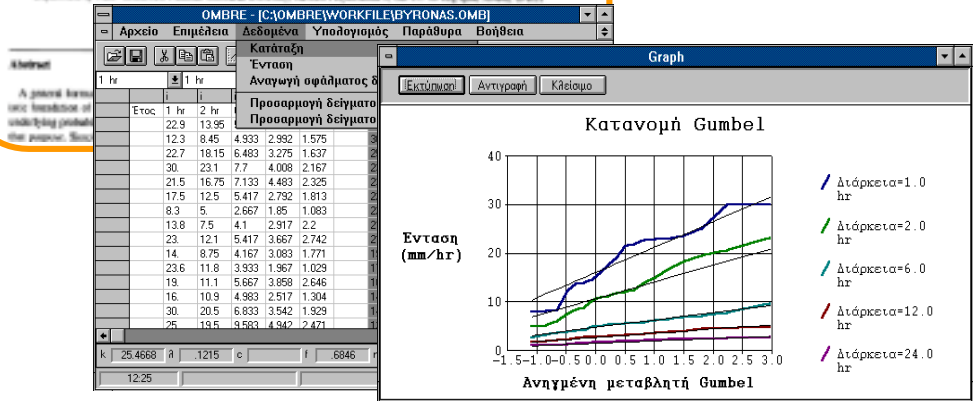 Abstract
A general
OMBRE - [C:\OMBRE\WORKFILE\BYRONAS.OMB]
Αρχείο Επιμέλεια Δεδομένα Υπολογισμός Παράθυρα Βοήθεια
Κατάταξη
Ένταση
Αναγωγή σφάλματος δ
Προσαρμογή δείγματο
Προσαρμογή δείγματο
1 hr 1 hr
i i
Έτος 1 hr 2 hr
22.9 13.95
12.3 8.45 4.933 2.992 1.575
22.7 18.15 6.483 3.275 1.637
30. 23.1 7.7 4.008 2.167
21.5 16.75 7.133 4.483 2.325
17.5 12.5 5.417 2.792 1.813
8.3 5. 2.667 1.85 1.083
13.8 7.5 4.1 2.917 2.2
23. 12.1 5.417 3.667 2.742
14. 8.75 4.167 3.083 1.771
23.6 11.8 3.933 1.967 1.029
19. 11.1 5.667 3.858 2.646
16. 10.9 4.983 2.517 1.304
30. 20.5 6.833 3.542 1.929
25 19.5 9.583 4.942 2.471
k 25.4668 .1215 c f .6846
12:25
Graph
Εκτύπωση Αντιγραφή Κλείσιμο
Κατανομή Gumbel
Ένταση
(mm/hr)
40
30
20
10
0
-1.5 -1.0 -0.5 0.0 0.5 1.0 1.5 2.0 2.5 3.0
Ανηγμένη μεταβλητή Gumbel
Διάρκεια=1.0
hr
Διάρκεια=2.0
hr
Διάρκεια=6.0
hr
Διάρκεια=12.0
hr
Διάρκεια=24.0
hr